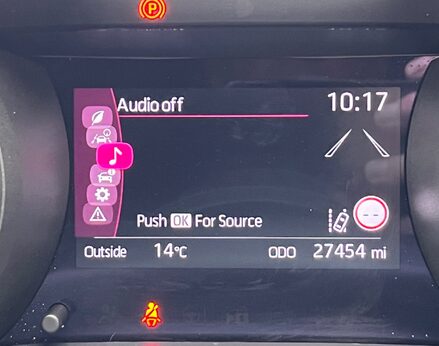 P
Audio off
10:17
Push OK For Source
--
Outside 14°C ODO 27454 mi